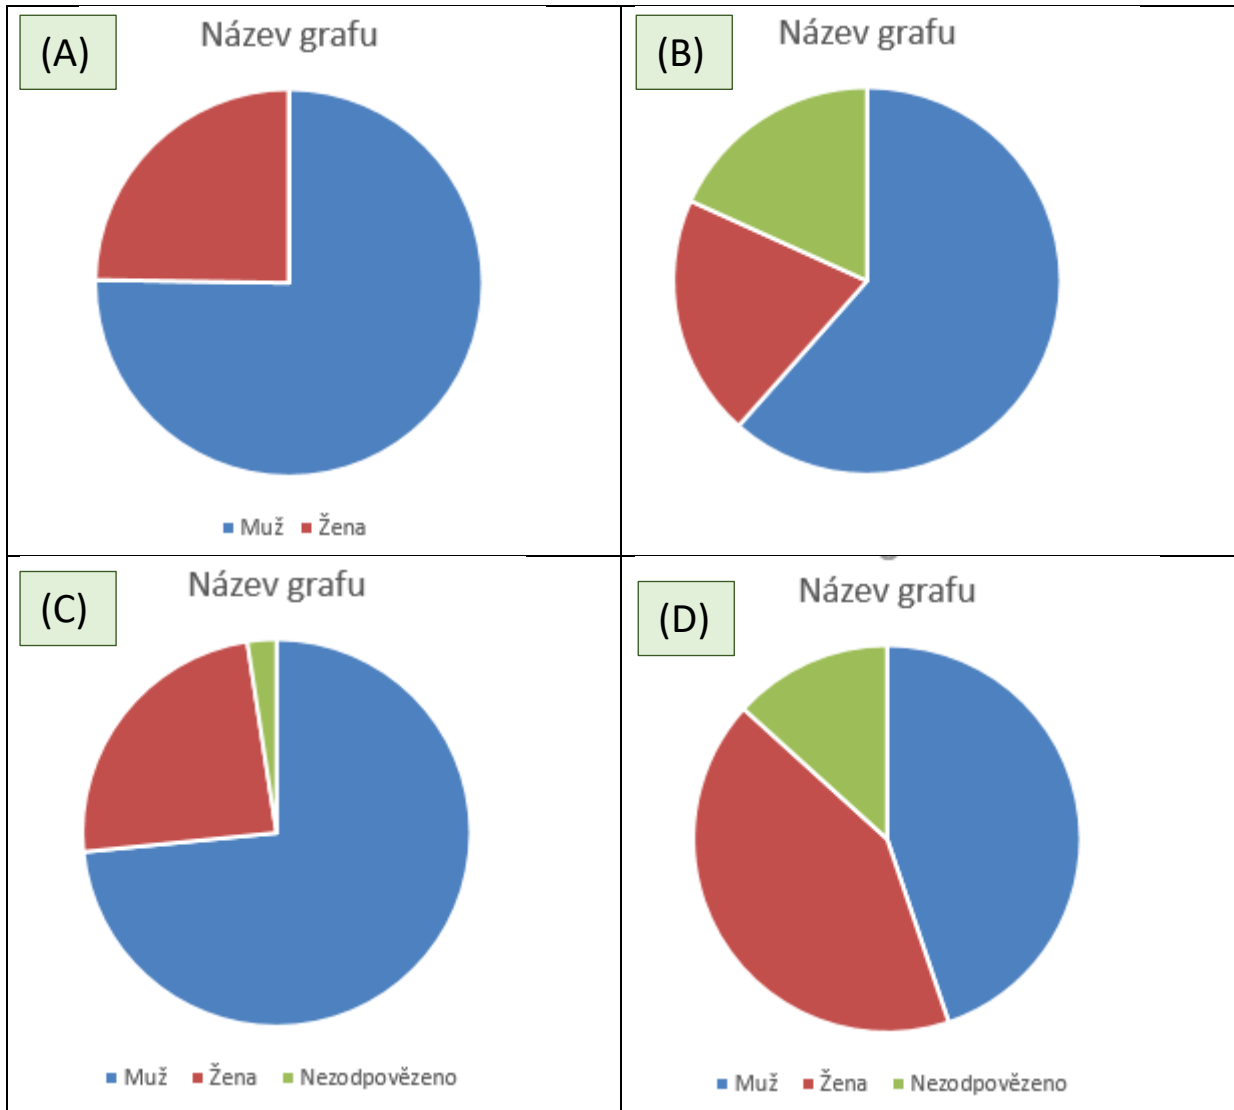 (A)
Název grafu
Muž Žena
(B)
Název grafu
(C)
Název grafu
Muž Žena Nezodpovězeno
(D)
Název grafu
Muž Žena Nezodpovězeno